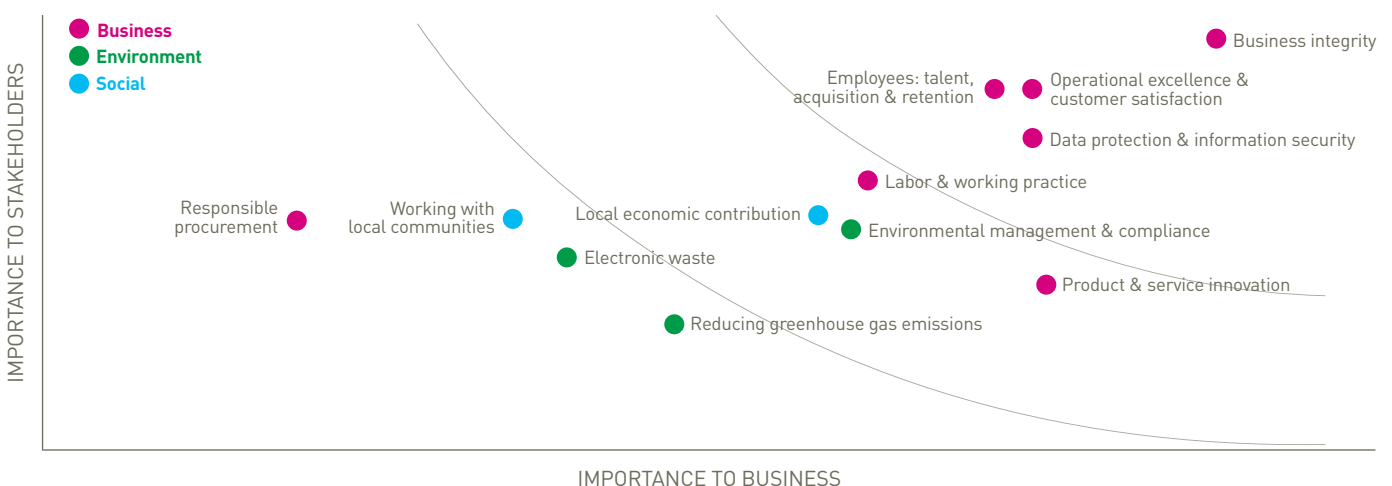 Business
Environment
Social
IMPORTANCE TO STAKEHOLDERS
Business integrity
Employees: talent,
acquisition & retention
Operational excellence &
customer satisfaction
Data protection & information security
Labor & working practice
Responsible
procurement
Working with
local communities
Local economic contribution
Environmental management & compliance
Electronic waste
Product & service innovation
Reducing greenhouse gas emissions
IMPORTANCE TO BUSINESS